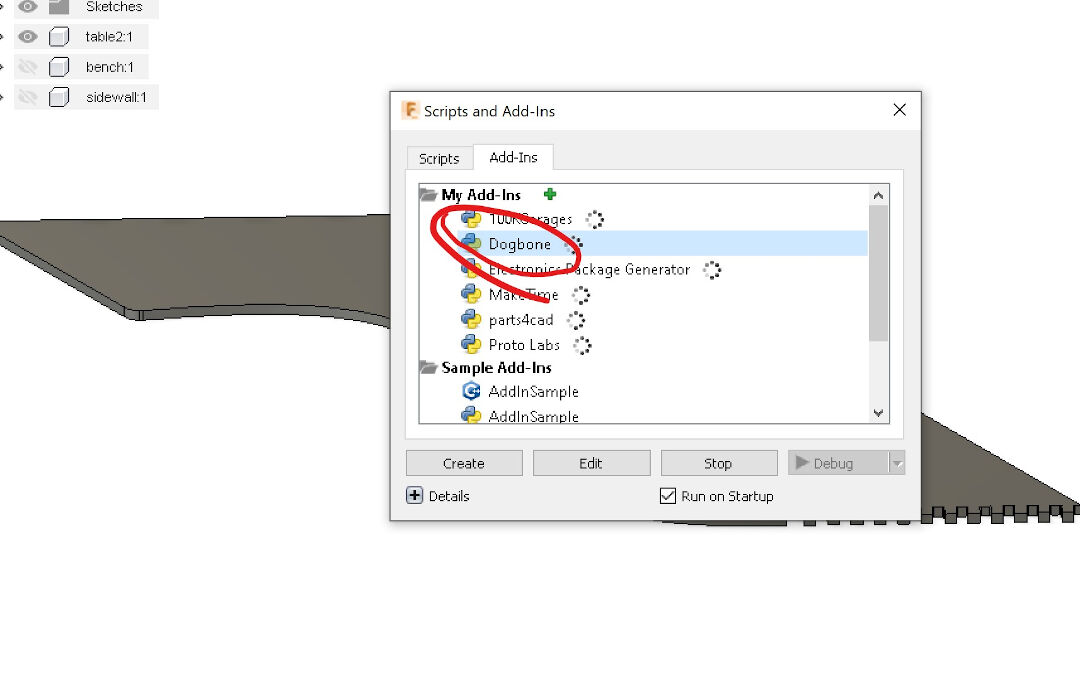 Sketches
table2:1
bench:1
sidewall:1
Scripts and Add-Ins
Scripts
Add-Ins
My Add-Ins
100KGarages
Dogbone
Electronics Package Generator
MakeTime
parts4cad
Proto Labs
Sample Add-Ins
AddInSample
AddInSample
Create
Edit
Stop
Debug
Details
Run on Startup